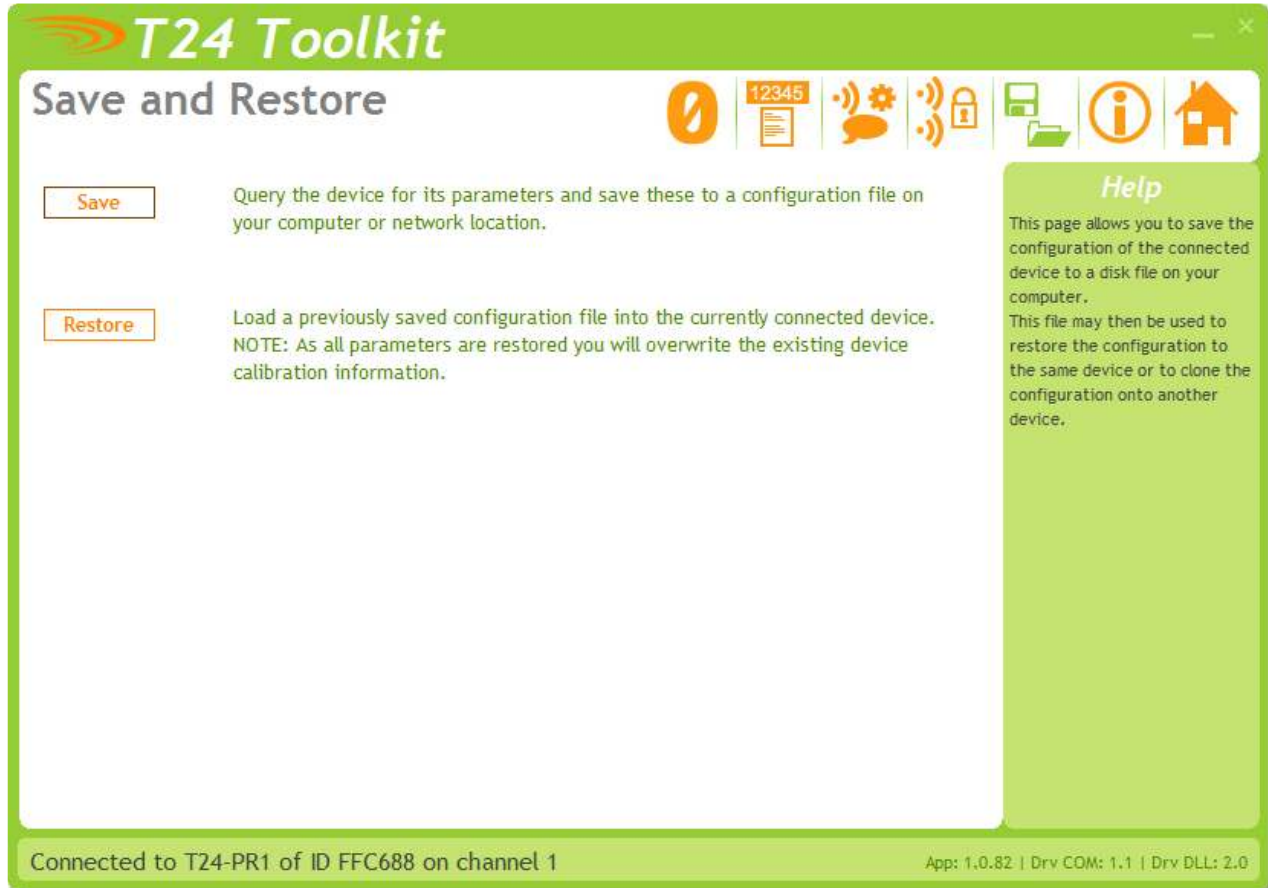 T24 Toolkit
Save and Restore
0
12345
Save
Query the device for its parameters and save these to a configuration file on
your computer or network location.
Restore
Load a previously saved configuration file into the currently connected device.
NOTE: As all parameters are restored you will overwrite the existing device
calibration information.
Help
This page allows you to save the
configuration of the connected
device to a disk file on your
computer.
This file may then be used to
restore the configuration to
the same device or to clone the
configuration onto another
device.
Connected to T24-PR1 of ID FFC688 on channel 1
App: 1.0.82 | Drv COM: 1.1 | Drv DLL: 2.0